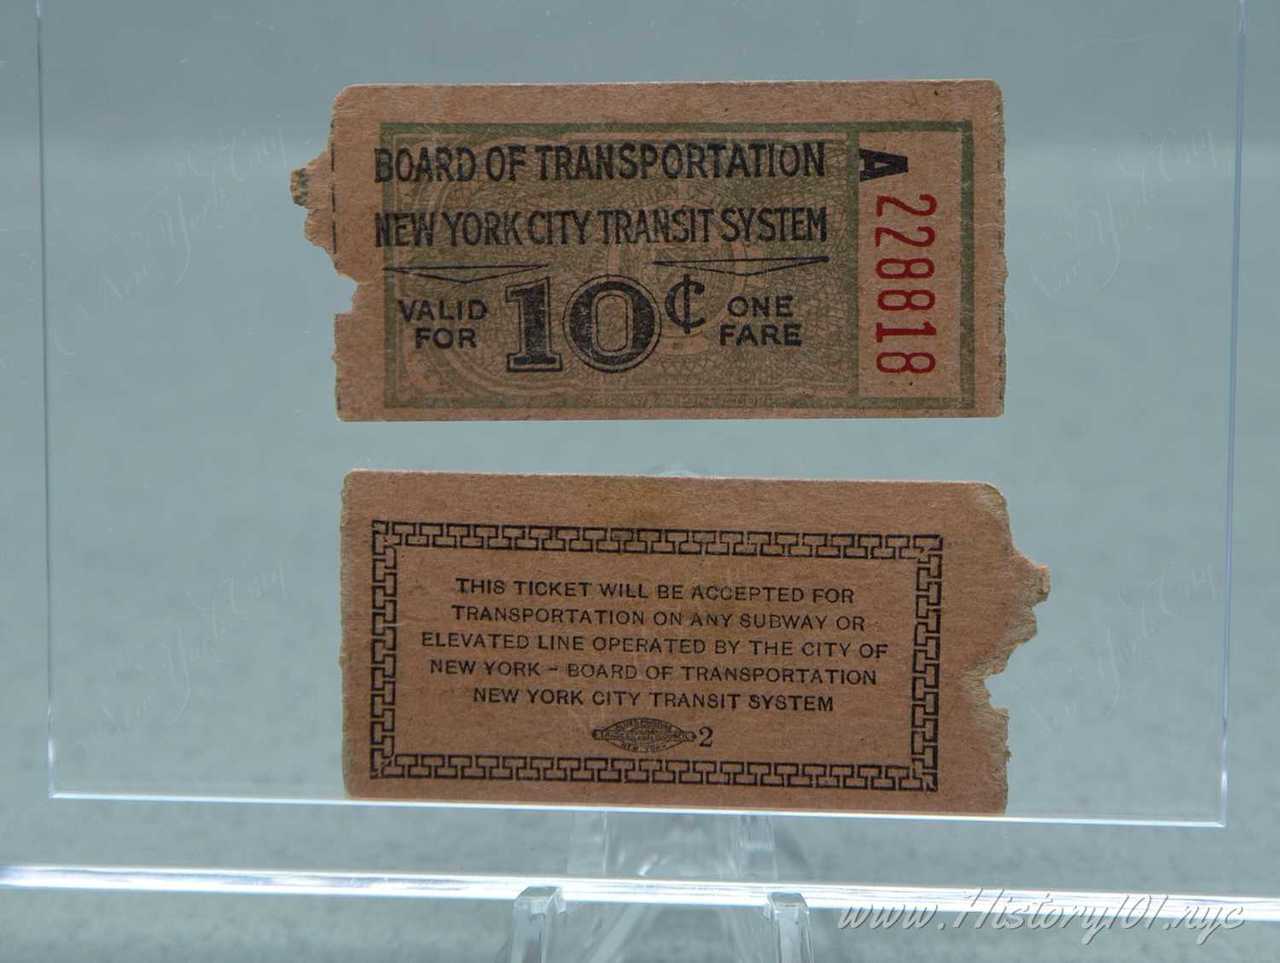 BOARD OF TRANSPORTATION
NEW YORK CITY TRANSIT SYSTEM
VALID FOR 10¢ ONE FARE
A 228818
THIS TICKET WILL BE ACCEPTED FOR
TRANSPORTATION ON ANY SUBWAY OR
ELEVATED LINE OPERATED BY THE CITY OF
NEW YORK – BOARD OF TRANSPORTATION
NEW YORK CITY TRANSIT SYSTEM
2
www.History101.nyc